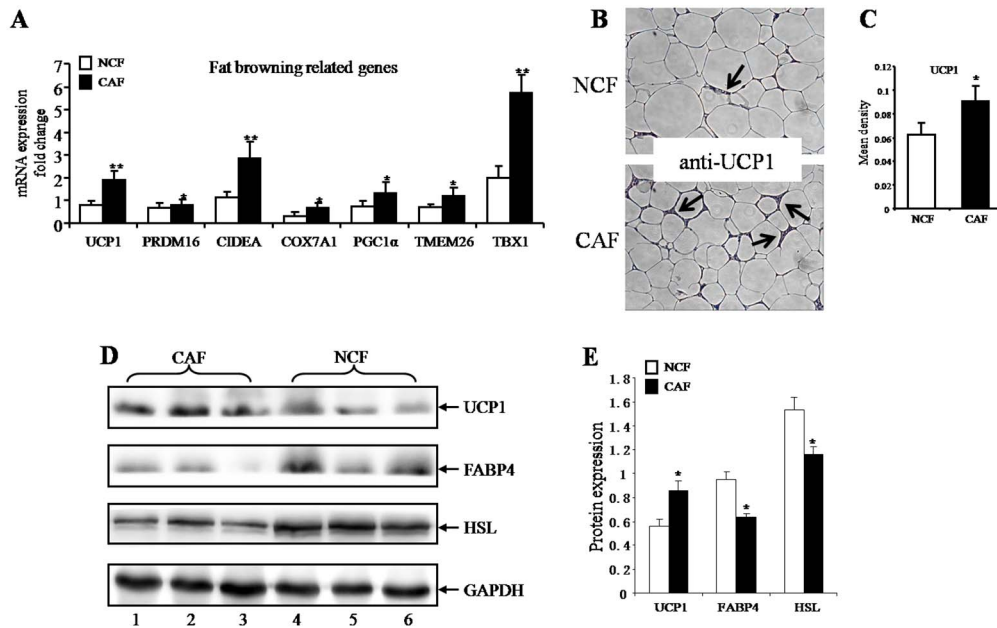 A
NCF
CAF
Fat browning related genes
mRNA expression
fold change
7
6
5
4
3
2
1
0
** * ** * * * **
UCP1 PRDM16 CIDEA COX7A1 PGC1α TMEM26 TBX1
B
NCF
anti-UCP1
CAF
C
UCP1
Mean density
0.12
0.1
0.08
0.06
0.04
0.02
0
*
NCF CAF
D
CAF NCF
UCP1
FABP4
HSL
GAPDH
1 2 3 4 5 6
E
NCF
CAF
Protein expression
1.8
1.6
1.4
1.2
1
0.8
0.6
0.4
0.2
0
* * *
UCP1 FABP4 HSL